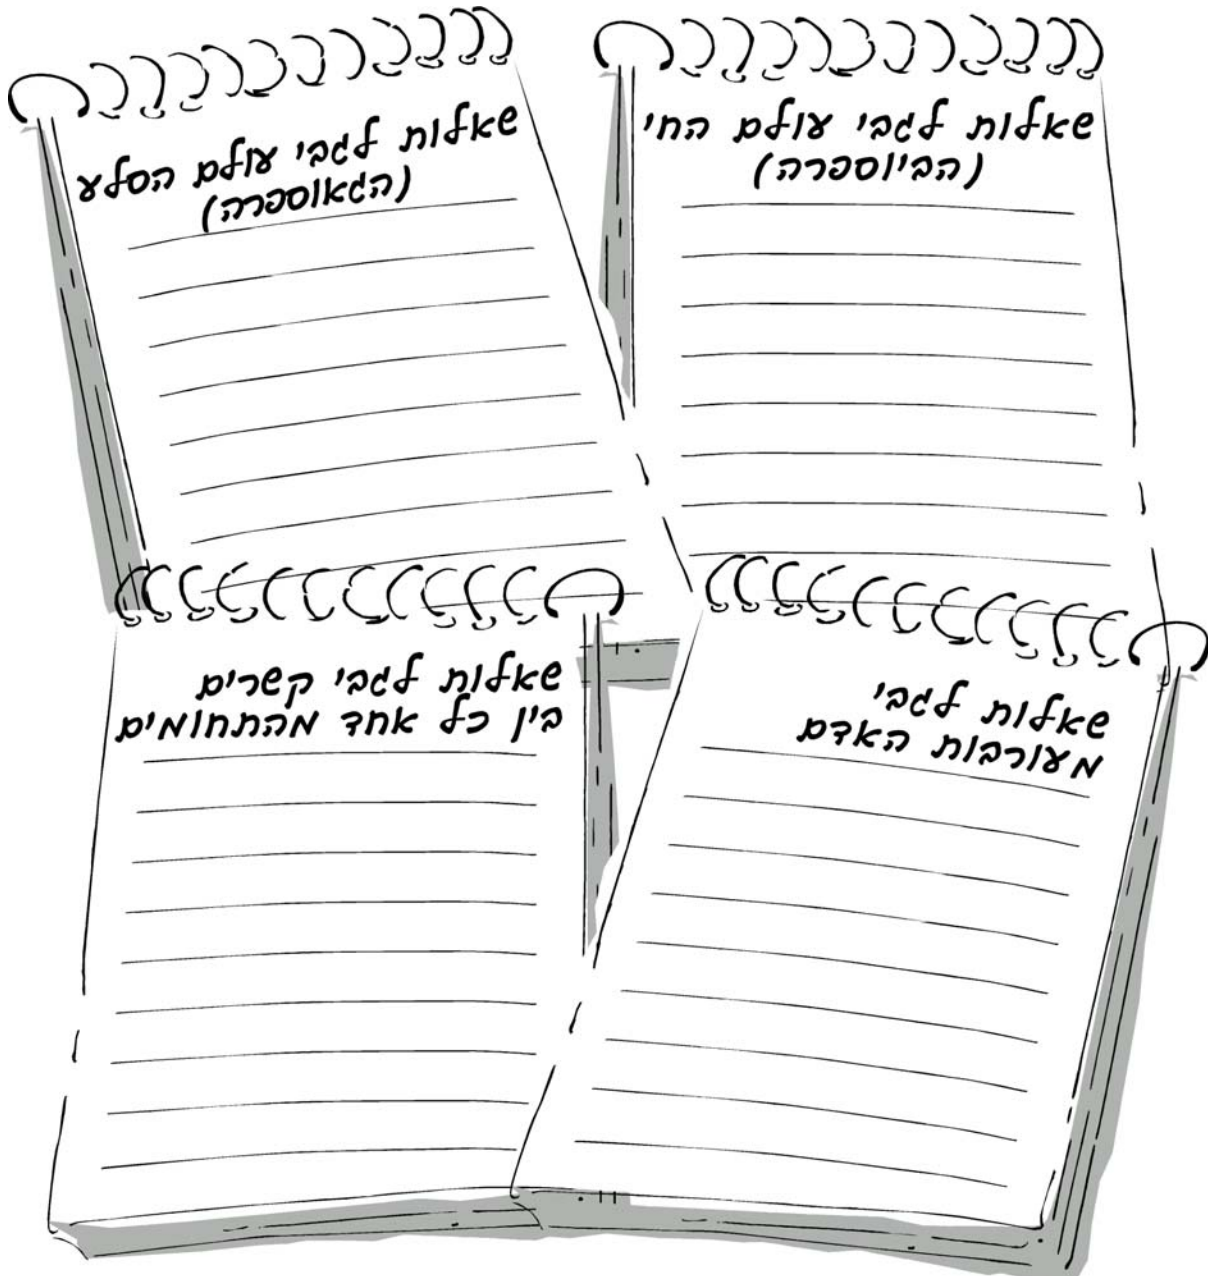 שאלות לגבי עולם החי
(הביוספרה)
שאלות לגבי עולם הסלע
(הגאוספרה)
שאלות לגבי
מעורבות האדם
שאלות לגבי קשרים
בין כל אחד מהתחומים